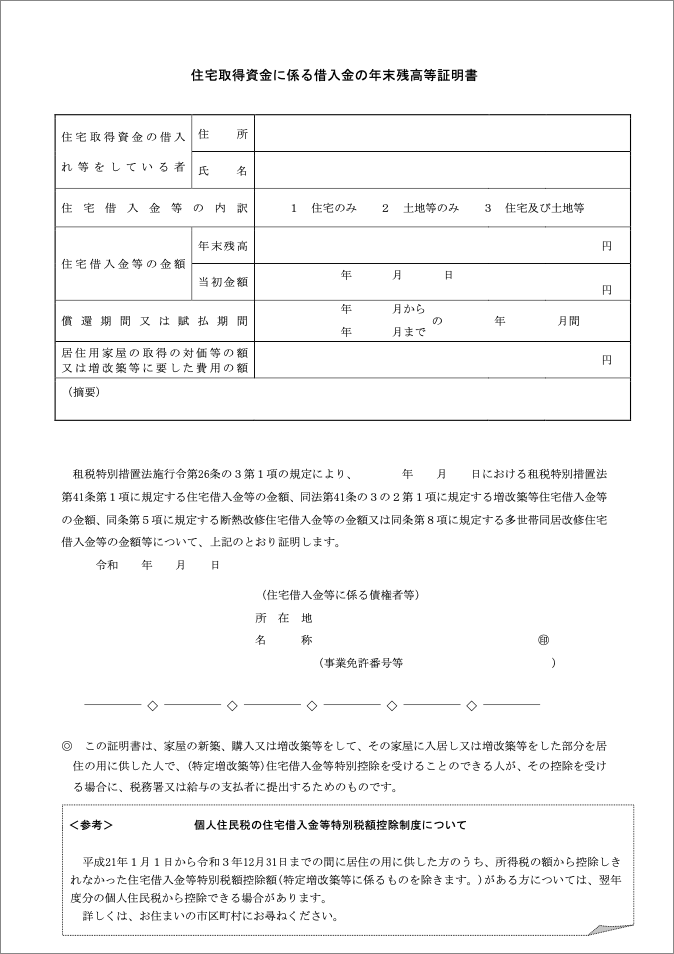 住宅取得資金に係る借入金の年末残高等証明書
住宅取得資金の借入
れ等をしている者
住　所
氏　名
住宅借入金等の内訳
１　住宅のみ　２　土地等のみ　３　住宅及び土地等
住宅借入金等の金額
年末残高
円
当初金額
年　月　日
円
償還期間又は賦払期間
年　月から
年　月まで
の　年　月間
居住用家屋の取得の対価等の額
又は増改築等に要した費用の額
円
（摘要）
租税特別措置法施行令第26条の３第１項の規定により、　年　月　日における租税特別措置法
第41条第１項に規定する住宅借入金等の金額、同法第41条の３の２第１項に規定する増改築等住宅借入金等
の金額、同条第５項に規定する断熱改修住宅借入金等の金額又は同条第８項に規定する多世帯同居改修住宅
借入金等の金額等について、上記のとおり証明します。
令和　年　月　日
（住宅借入金等に係る債権者等）
所　在　地
名　　　称　㊞
（事業免許番号等　）
◎　この証明書は、家屋の新築、購入又は増改築等をして、その家屋に入居し又は増改築等をした部分を居
住の用に供した人で、(特定増改築等)住宅借入金等特別控除を受けることのできる人が、その控除を受け
る場合に、税務署又は給与の支払者に提出するためのものです。
＜参考＞　個人住民税の住宅借入金等特別税額控除制度について
平成21年１月１日から令和３年12月31日までの間に居住の用に供した方のうち、所得税の額から控除しき
れなかった住宅借入金等特別税額控除額(特定増改築等に係るものを除きます。)がある方については、翌年
度分の個人住民税から控除できる場合があります。
詳しくは、お住まいの市区町村にお尋ねください。